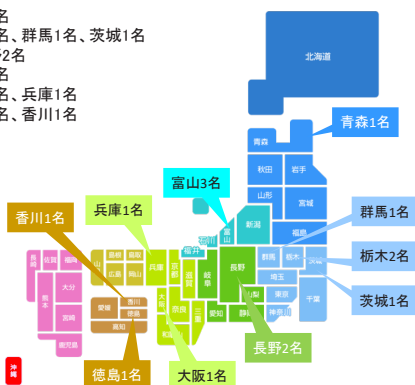 名
名、群馬1名、茨城1名
2名
名
名、兵庫1名
名、香川1名
北海道
青森1名
青森
秋田
岩手
富山3名
山形
宮城
香川1名
兵庫1名
新潟
群馬1名
富山
石川
福島
福井
群馬
栃木
茨城
栃木2名
長崎
佐賀
福岡
山口
島根
鳥取
兵庫
京都
滋賀
岐阜
長野
埼玉
広島
岡山
大阪
山梨
東京
大分
熊本
愛媛
香川
奈良
三重
愛知
静岡
神奈川
千葉
茨城1名
徳島
宮崎
高知
和歌山
鹿児島
長野2名
沖縄
徳島1名
大阪1名